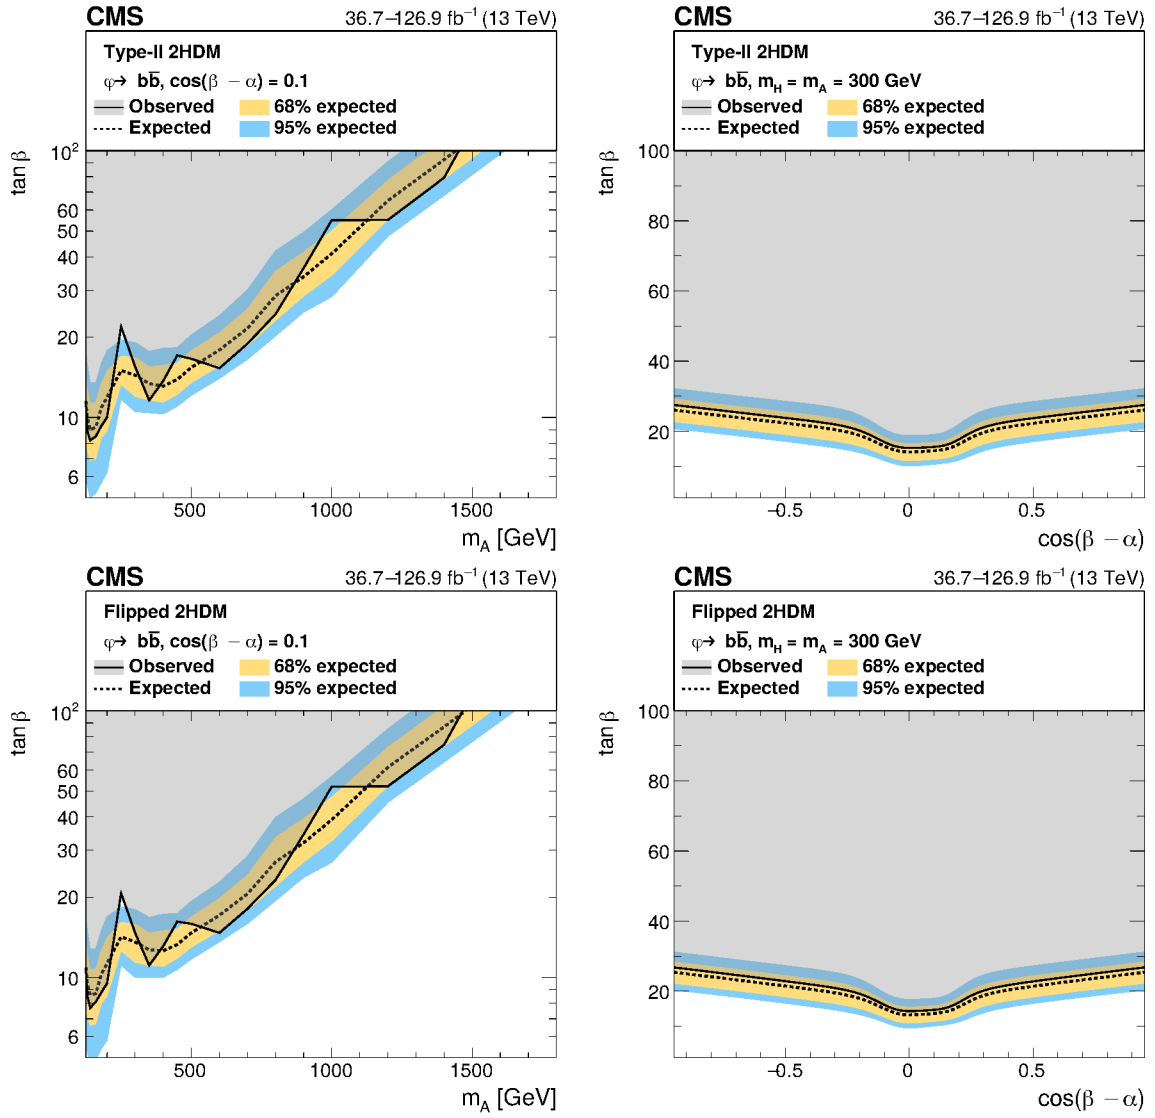 CMS 36.7–126.9 fb⁻¹ (13 TeV)
Type-II 2HDM
φ→ bb̅, cos(β − α) = 0.1
Observed 68% expected
Expected 95% expected
tan β
10²
60
50
40
30
20
10
6
500 1000 1500
m_A [GeV]
CMS 36.7–126.9 fb⁻¹ (13 TeV)
Type-II 2HDM
φ→ bb̅, m_H = m_A = 300 GeV
Observed 68% expected
Expected 95% expected
tan β
100
80
60
40
20
−0.5 0 0.5
cos(β − α)
CMS 36.7–126.9 fb⁻¹ (13 TeV)
Flipped 2HDM
φ→ bb̅, cos(β − α) = 0.1
Observed 68% expected
Expected 95% expected
tan β
10²
60
50
40
30
20
10
6
500 1000 1500
m_A [GeV]
CMS 36.7–126.9 fb⁻¹ (13 TeV)
Flipped 2HDM
φ→ bb̅, m_H = m_A = 300 GeV
Observed 68% expected
Expected 95% expected
tan β
100
80
60
40
20
−0.5 0 0.5
cos(β − α)